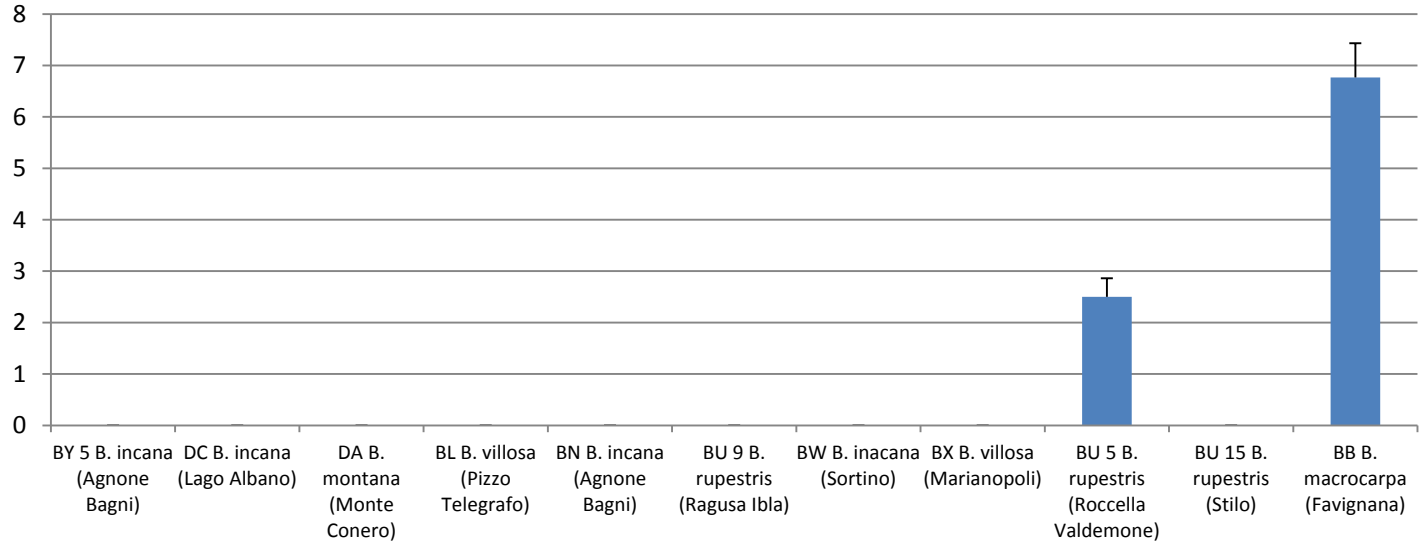 8
7
6
5
4
3
2
1
0
BY 5 B. incana
(Agnone
Bagni)
DC B. incana
(Lago Albano)
DA B.
montana
(Monte
Conero)
BL B. villosa
(Pizzo
Telegrafo)
BN B. incana
(Agnone
Bagni)
BU 9 B.
rupestris
(Ragusa Ibla)
BW B. inacana
(Sortino)
BX B. villosa
(Marianopoli)
BU 5 B.
rupestris
(Roccella
Valdemone)
BU 15 B.
rupestris
(Stilo)
BB B.
macrocarpa
(Favignana)